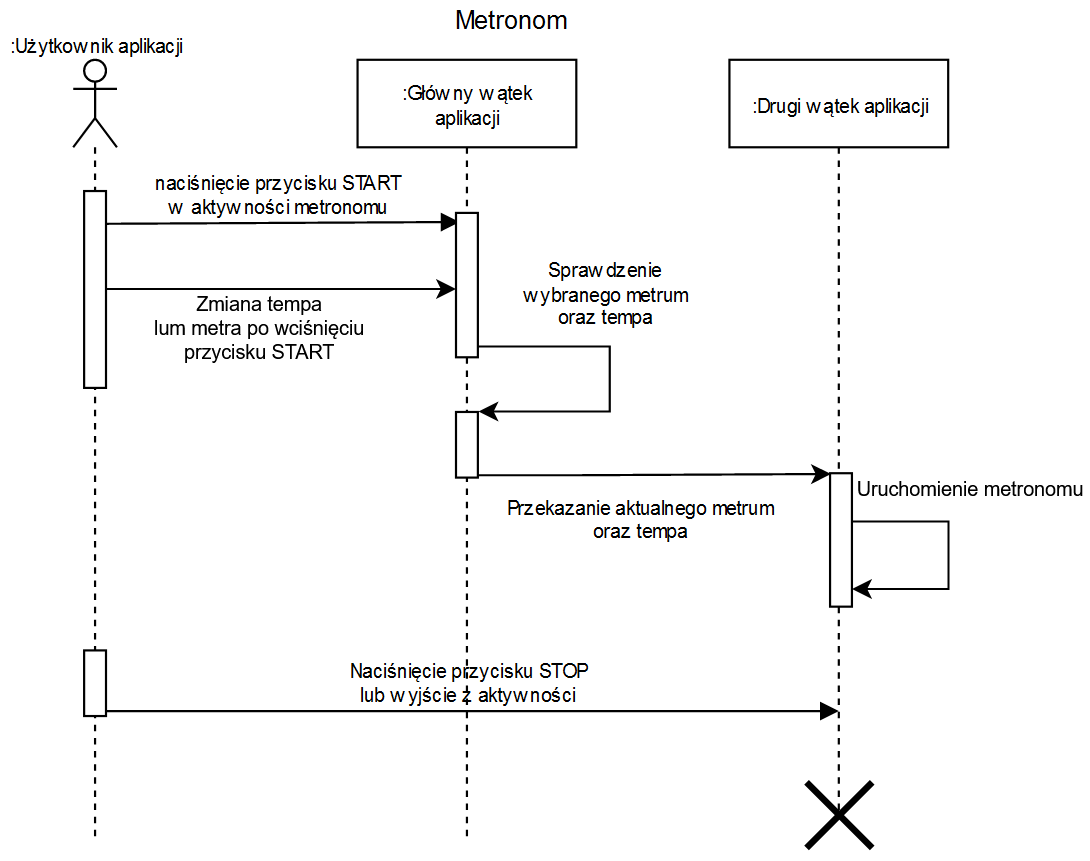 Metronom
:Użytkownik aplikacji
:Główny wątek
aplikacji
:Drugi wątek aplikacji
naciśnięcie przycisku START
w aktywności metronomu
Zmiana tempa
lum metra po wciśnięciu
przycisku START
Sprawdzenie
wybranego metrum
oraz tempa
Przekazanie aktualnego metrum
oraz tempa
Uruchomienie metronomu
Naciśnięcie przycisku STOP
lub wyjście z aktywności